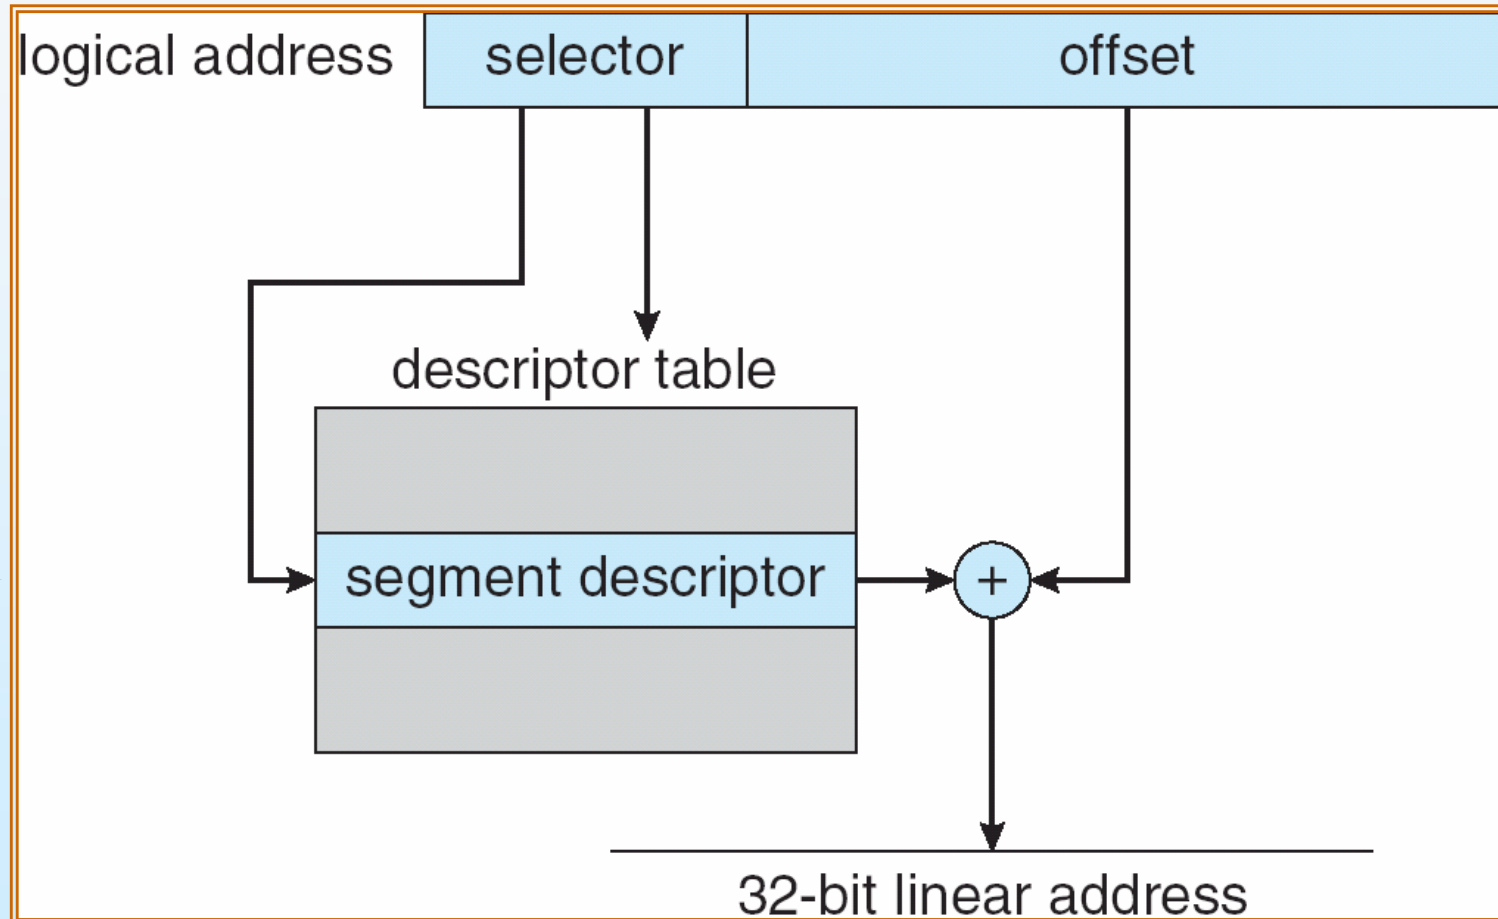 logical address selector offset
descriptor table
segment descriptor +
32-bit linear address